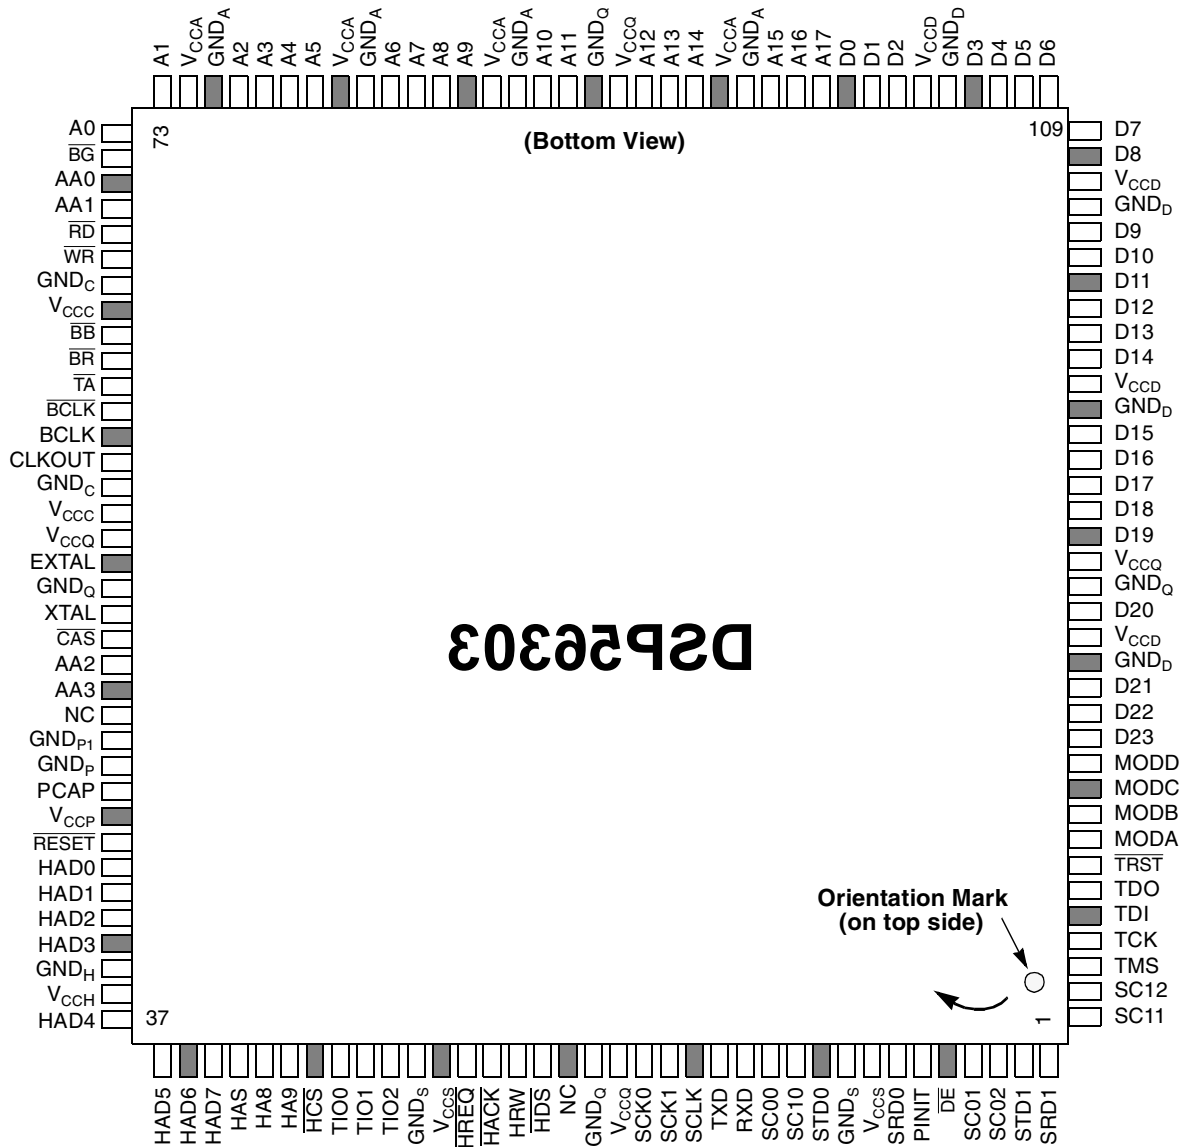 A1
VCCA
GNDA
A2
A3
A4
A5
VCCA
GNDA
A6
A7
A8
A9
VCCA
GNDA
A10
A11
GNDQ
VCCQ
A12
A13
A14
VCCA
GNDA
A15
A16
A17
D0
D1
D2
VCCD
GNDD
D3
D4
D5
D6
73
(Bottom View)
109
A0
BG
AA0
AA1
RD
WR
GNDC
VCCC
BB
BR
TA
BCLK
BCLK
CLKOUT
GNDC
VCCC
VCCQ
EXTAL
GNDQ
XTAL
CAS
AA2
AA3
NC
GNDP1
GNDP
PCAP
VCCP
RESET
HAD0
HAD1
HAD2
HAD3
GNDH
VCCH
HAD4
D7
D8
VCCD
GNDD
D9
D10
D11
D12
D13
D14
VCCD
GNDD
D15
D16
D17
D18
D19
VCCQ
GNDQ
D20
VCCD
GNDD
D21
D22
D23
MODD
MODC
MODB
MODA
TRST
TDO
TDI
TCK
TMS
SC12
SC11
DSP56303
Orientation Mark
(on top side)
37
1
HAD5
HAD6
HAD7
HAS
HA8
HA9
HCS
TIO0
TIO1
TIO2
GNDS
VCCS
HREQ
HACK
HRW
HDS
NC
GNDQ
VCCQ
SCK0
SCK1
SCLK
TXD
RXD
SC00
SC10
STD0
GNDS
VCCS
SRD0
PINIT
DE
SC01
SC02
STD1
SRD1